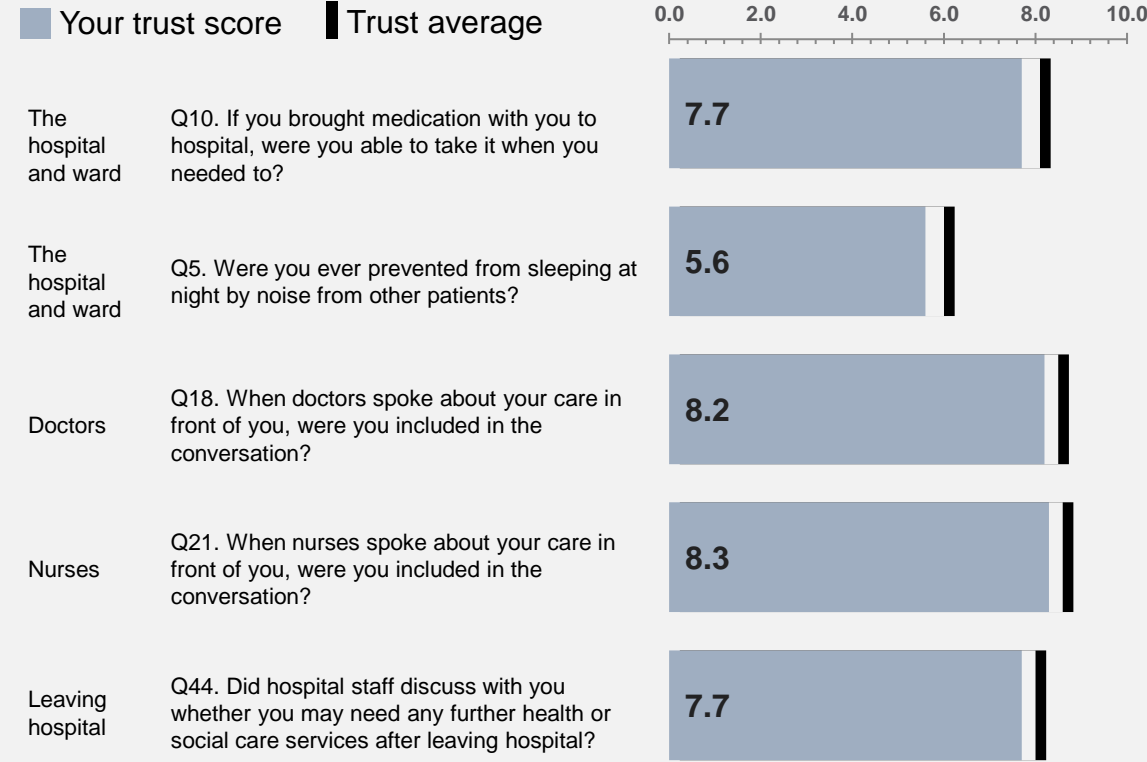 Your trust score
Trust average
0.0 2.0 4.0 6.0 8.0 10.0
The
hospital
and ward
Q10. If you brought medication with you to
hospital, were you able to take it when you
needed to?
7.7
The
hospital
and ward
Q5. Were you ever prevented from sleeping at
night by noise from other patients?
5.6
Doctors
Q18. When doctors spoke about your care in
front of you, were you included in the
conversation?
8.2
Nurses
Q21. When nurses spoke about your care in
front of you, were you included in the
conversation?
8.3
Leaving
hospital
Q44. Did hospital staff discuss with you
whether you may need any further health or
social care services after leaving hospital?
7.7